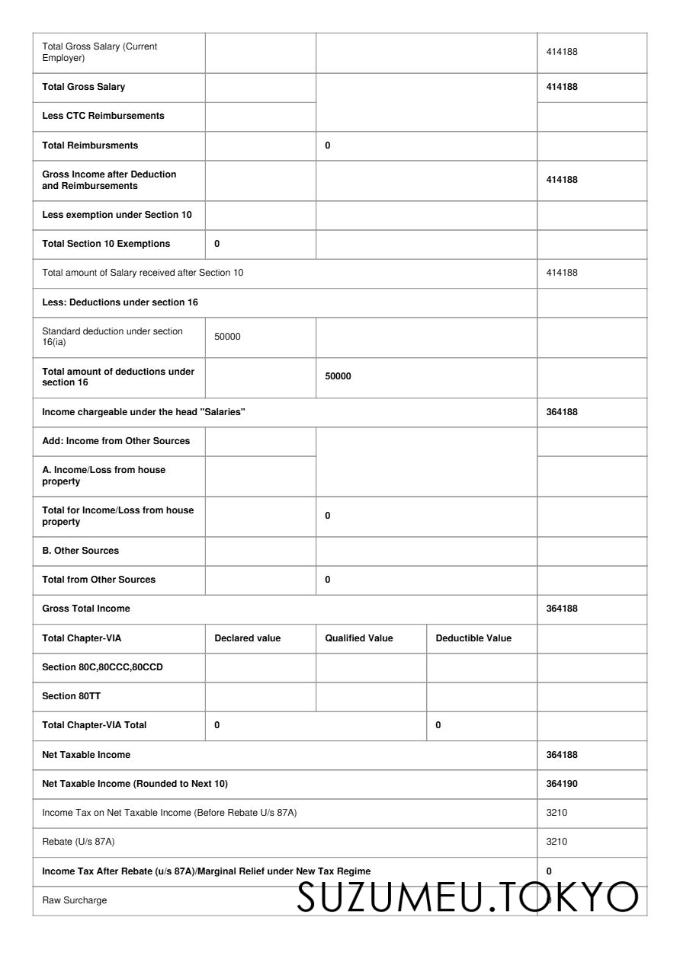 Total Gross Salary (Current
Employer)
414188
Total Gross Salary
414188
Less CTC Reimbursements
Total Reimbursments
0
Gross Income after Deduction
and Reimbursements
414188
Less exemption under Section 10
Total Section 10 Exemptions
0
Total amount of Salary received after Section 10
414188
Less: Deductions under section 16
Standard deduction under section
16(ia)
50000
Total amount of deductions under
section 16
50000
Income chargeable under the head "Salaries"
364188
Add: Income from Other Sources
A. Income/Loss from house
property
Total for Income/Loss from house
property
0
B. Other Sources
Total from Other Sources
0
Gross Total Income
364188
Total Chapter-VIA
Declared value
Qualified Value
Deductible Value
Section 80C,80CCC,80CCD
Section 80TT
Total Chapter-VIA Total
0
0
Net Taxable Income
364188
Net Taxable Income (Rounded to Next 10)
364190
Income Tax on Net Taxable Income (Before Rebate U/s 87A)
3210
Rebate (U/s 87A)
3210
Income Tax After Rebate (u/s 87A)/Marginal Relief under New Tax Regime
0
Raw Surcharge
SUZUMEU.TOKYO